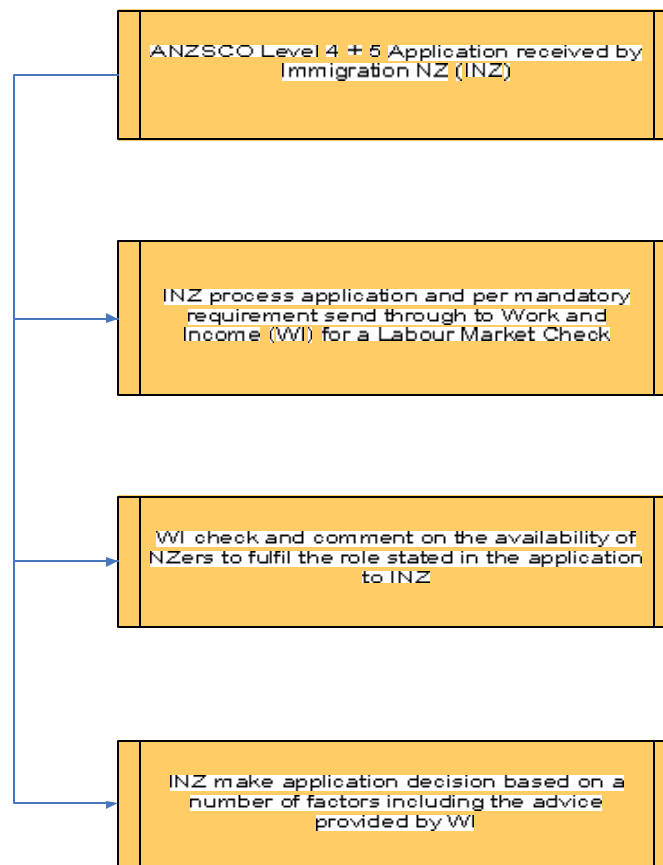 ANZSCO Level 4 + 5 Application received by
Immigration NZ (INZ)
INZ process application and per mandatory
requirement send through to Work and
Income (WI) for a Labour Market Check
WI check and comment on the availability of
NZers to fulfil the role stated in the application
to INZ
INZ make application decision based on a
number of factors including the advice
provided by WI